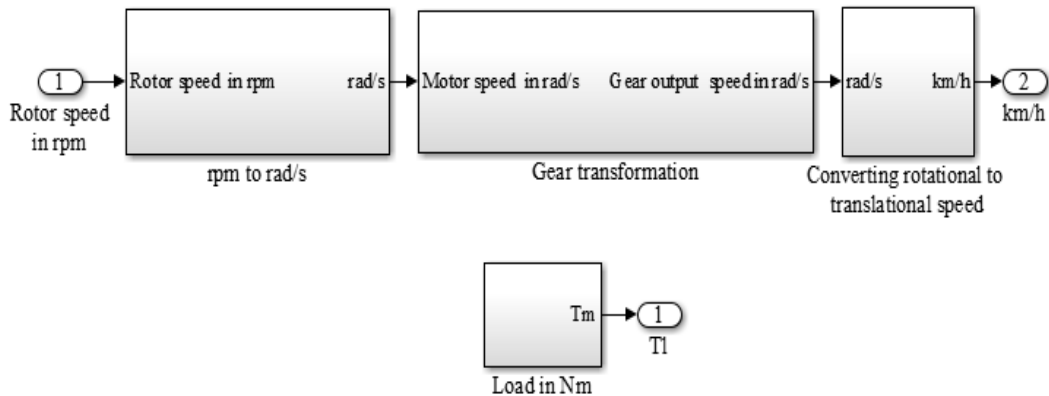 1
Rotor speed
in rpm
Rotor speed in rpm
rad/s
rpm to rad/s
Motor speed in rad/s
Gear output speed in rad/s
Gear transformation
rad/s
km/h
Converting rotational to
translational speed
2
km/h
Tm
Load in Nm
1
Tl